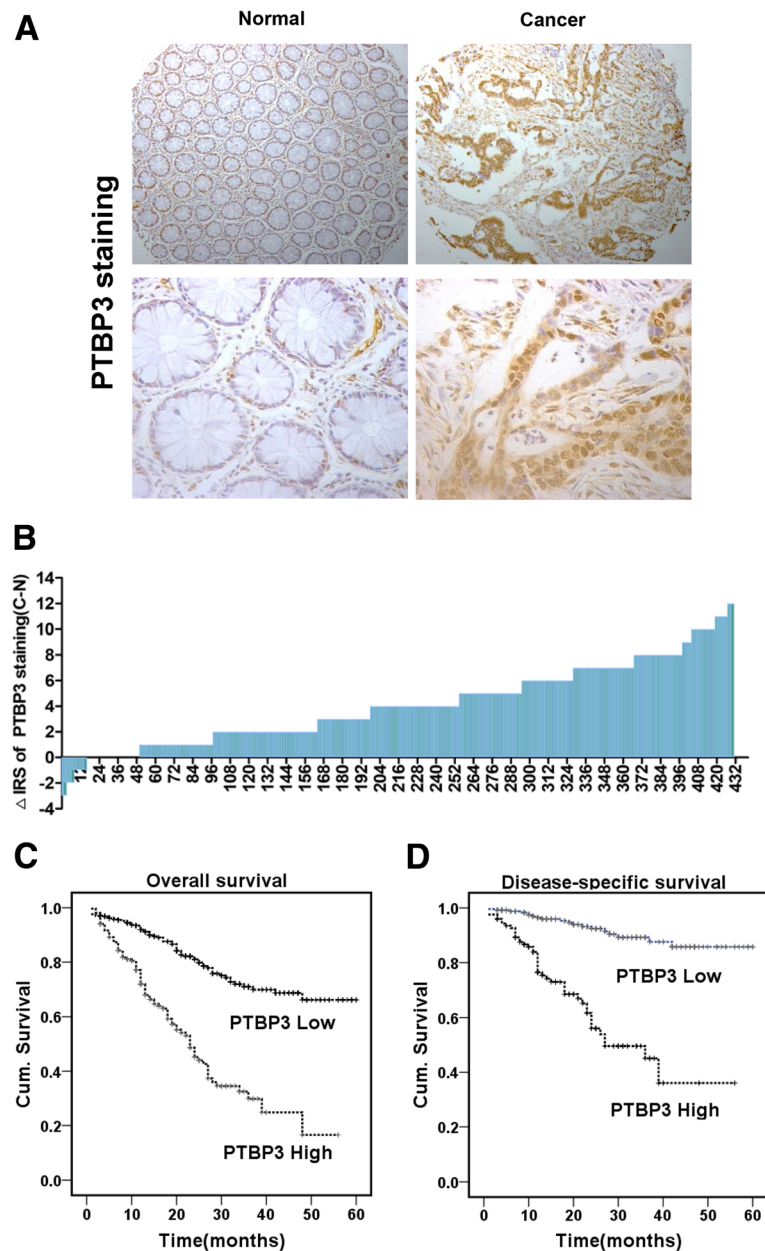 A
Normal
Cancer
PTBP3 staining
B
△ IRS of PTBP3 staining(C-N)
14
12
10
8
6
4
2
0
-2
-4
12 24 36 48 60 72 84 96 108 120 132 144 156 168 180 192 204 216 228 240 252 264 276 288 300 312 324 336 348 360 372 384 396 408 420 432
C
Overall survival
Cum. Survival
1.0
0.8
0.6
0.4
0.2
0.0
PTBP3 Low
PTBP3 High
0 10 20 30 40 50 60
Time(months)
D
Disease-specific survival
Cum. Survival
1.0
0.8
0.6
0.4
0.2
0.0
PTBP3 Low
PTBP3 High
0 10 20 30 40 50 60
Time(months)